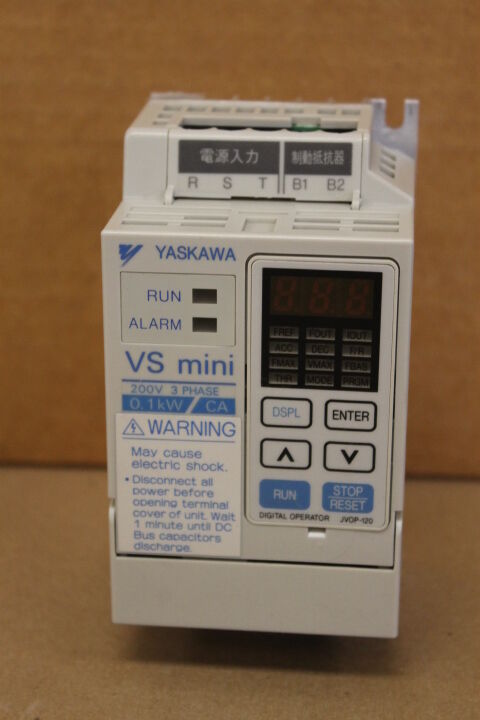 電源入力 制動抵抗器
R S T B1 B2
YASKAWA
RUN
ALARM
VS mini
200V 3 PHASE
0.1kW/CA
WARNING
May cause
electric shock.
• Disconnect all
power before
opening terminal
cover of unit. Wait
1 minute until DC
Bus capacitors
discharge.
FREF FOUT IOUT
ACC DEC F/R
FMAX VMAX FBAS
THR MODE PRGM
DSPL ENTER
RUN STOP
RESET
DIGITAL OPERATOR JVOP-120